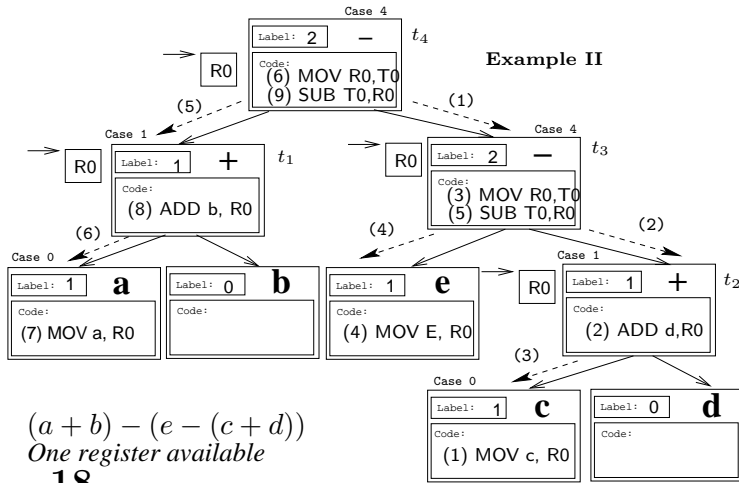 Case 4
Label: 2 − t4
R0
Example II
Code:
(6) MOV R0,T0
(9) SUB T0,R0
(5) (1)
Case 1 Case 4
R0 Label: 1 + t1
R0 Label: 2 − t3
Code:
(8) ADD b, R0
Code:
(3) MOV R0,T0
(5) SUB T0,R0
(6) (4) (2)
Case 0 Case 1
Label: 1 a
Label: 0 b
Label: 1 e
R0 Label: 1 + t2
Code:
(7) MOV a, R0
Code:
Code:
(4) MOV E, R0
Code:
(2) ADD d,R0
(3)
Case 0
Label: 1 c
Label: 0 d
Code:
(1) MOV c, R0
Code:
(a + b) − (e − (c + d))
One register available
18